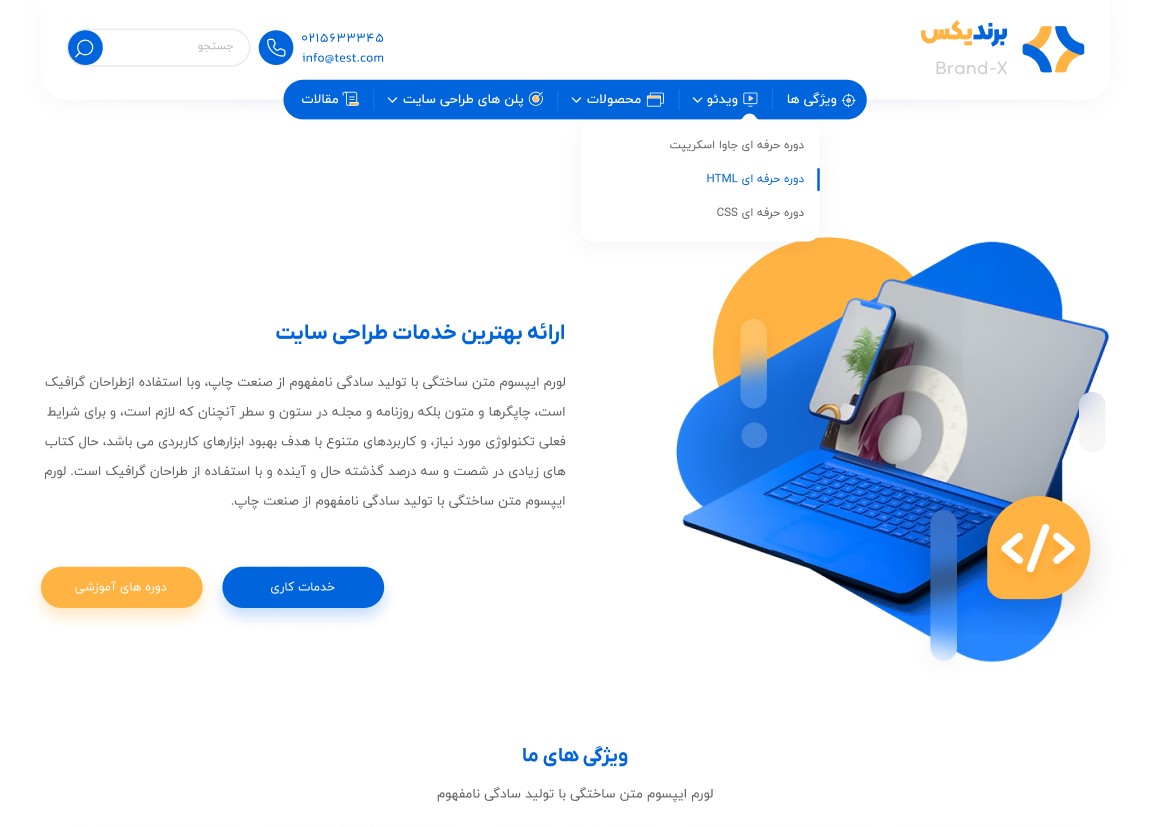 برندیکس
Brand-X
۰۲۱۵۶۳۳۳۴۵
info@test.com
جستجو
ویژگی ها
ویدئو
محصولات
پلن های طراحی سایت
مقالات
دوره حرفه ای جاوا اسکریپت
دوره حرفه ای HTML
دوره حرفه ای CSS
ارائه بهترین خدمات طراحی سایت
لورم ایپسوم متن ساختگی با تولید سادگی نامفهوم از صنعت چاپ، وبا استفاده ازطراحان گرافیک
است، چاپگرها و متون بلکه روزنامه و مجله در ستون و سطر آنچنان که لازم است، و برای شرایط
فعلی تکنولوژی مورد نیاز، و کاربردهای متنوع با هدف بهبود ابزارهای کاربردی می باشد، حال کتاب
های زیادی در شصت و سه درصد گذشته حال و آینده و با استفاده از طراحان گرافیک است. لورم
ایپسوم متن ساختگی با تولید سادگی نامفهوم از صنعت چاپ.
خدمات کاری
دوره های آموزشی
</>
ویژگی های ما
لورم ایپسوم متن ساختگی با تولید سادگی نامفهوم